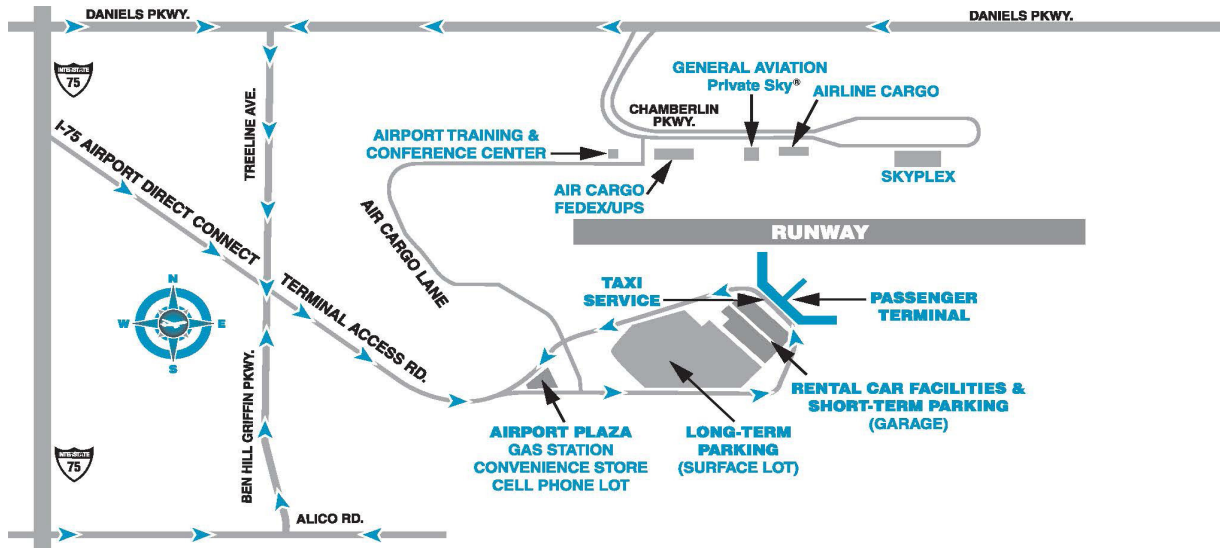 DANIELS PKWY.
DANIELS PKWY.
INTERSTATE
75
GENERAL AVIATION
Private Sky®
AIRLINE CARGO
CHAMBERLIN
PKWY.
TREELINE AVE.
I-75 AIRPORT DIRECT CONNECT
AIRPORT TRAINING &
CONFERENCE CENTER
AIR CARGO
FEDEX/UPS
SKYPLEX
AIR CARGO LANE
RUNWAY
TAXI
SERVICE
PASSENGER
TERMINAL
N
W
E
S
TERMINAL ACCESS RD.
RENTAL CAR FACILITIES &
SHORT-TERM PARKING
(GARAGE)
AIRPORT PLAZA
GAS STATION
CONVENIENCE STORE
CELL PHONE LOT
LONG-TERM
PARKING
(SURFACE LOT)
BEN HILL GRIFFIN PKWY.
INTERSTATE
75
ALICO RD.